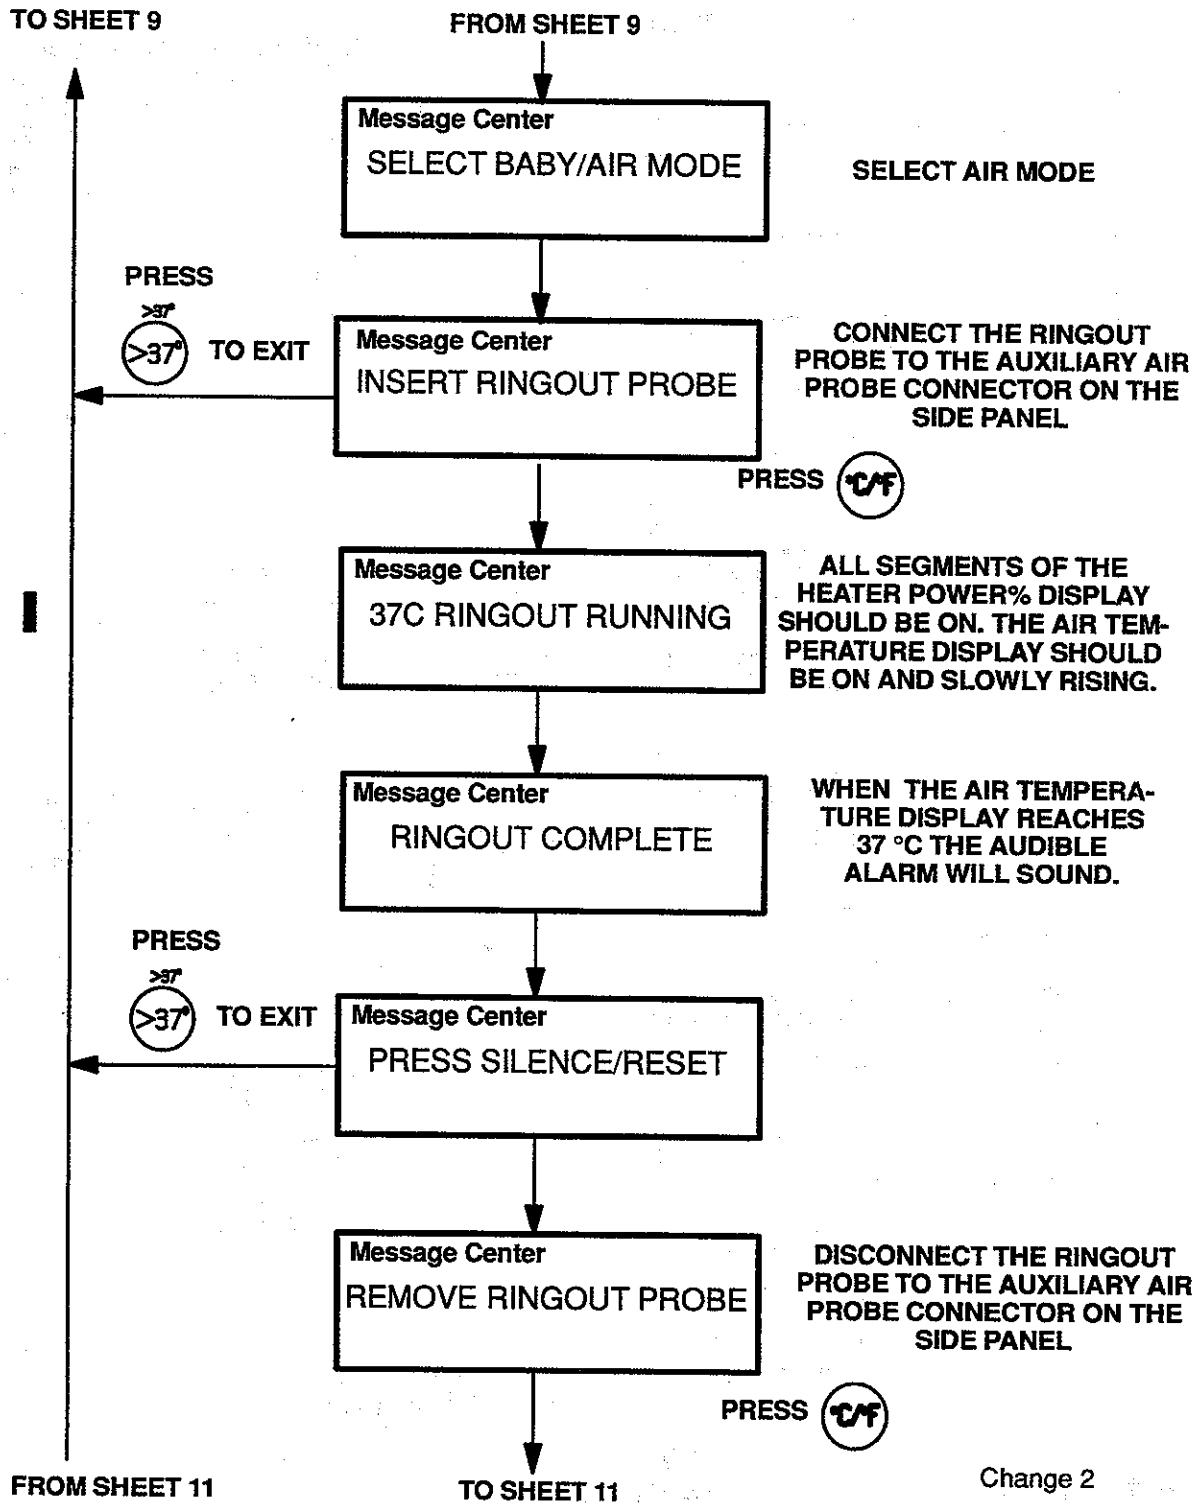 TO SHEET 9
FROM SHEET 9
Message Center
SELECT BABY/AIR MODE
SELECT AIR MODE
PRESS
>37°
>37°
TO EXIT
Message Center
INSERT RINGOUT PROBE
CONNECT THE RINGOUT
PROBE TO THE AUXILIARY AIR
PROBE CONNECTOR ON THE
SIDE PANEL
PRESS
°C/°F
Message Center
37C RINGOUT RUNNING
ALL SEGMENTS OF THE
HEATER POWER% DISPLAY
SHOULD BE ON. THE AIR TEM-
PERATURE DISPLAY SHOULD
BE ON AND SLOWLY RISING.
Message Center
RINGOUT COMPLETE
WHEN THE AIR TEMPERA-
TURE DISPLAY REACHES
37 °C THE AUDIBLE
ALARM WILL SOUND.
PRESS
>37°
>37°
TO EXIT
Message Center
PRESS SILENCE/RESET
Message Center
REMOVE RINGOUT PROBE
DISCONNECT THE RINGOUT
PROBE TO THE AUXILIARY AIR
PROBE CONNECTOR ON THE
SIDE PANEL
PRESS
°C/°F
FROM SHEET 11
TO SHEET 11
Change 2